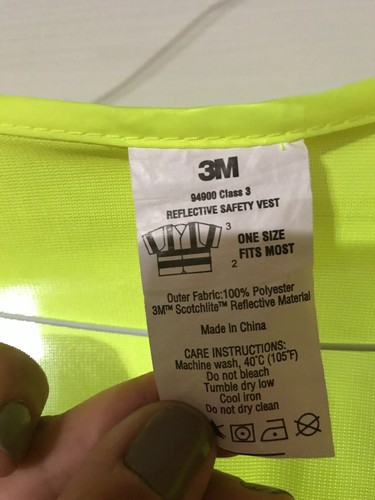 3M
94900 Class 3
REFLECTIVE SAFETY VEST
3
ONE SIZE
FITS MOST
2
Outer Fabric:100% Polyester
3M™ Scotchlite™ Reflective Material
Made in China
CARE INSTRUCTIONS:
Machine wash, 40°C (105°F)
Do not bleach
Tumble dry low
Cool iron
Do not dry clean